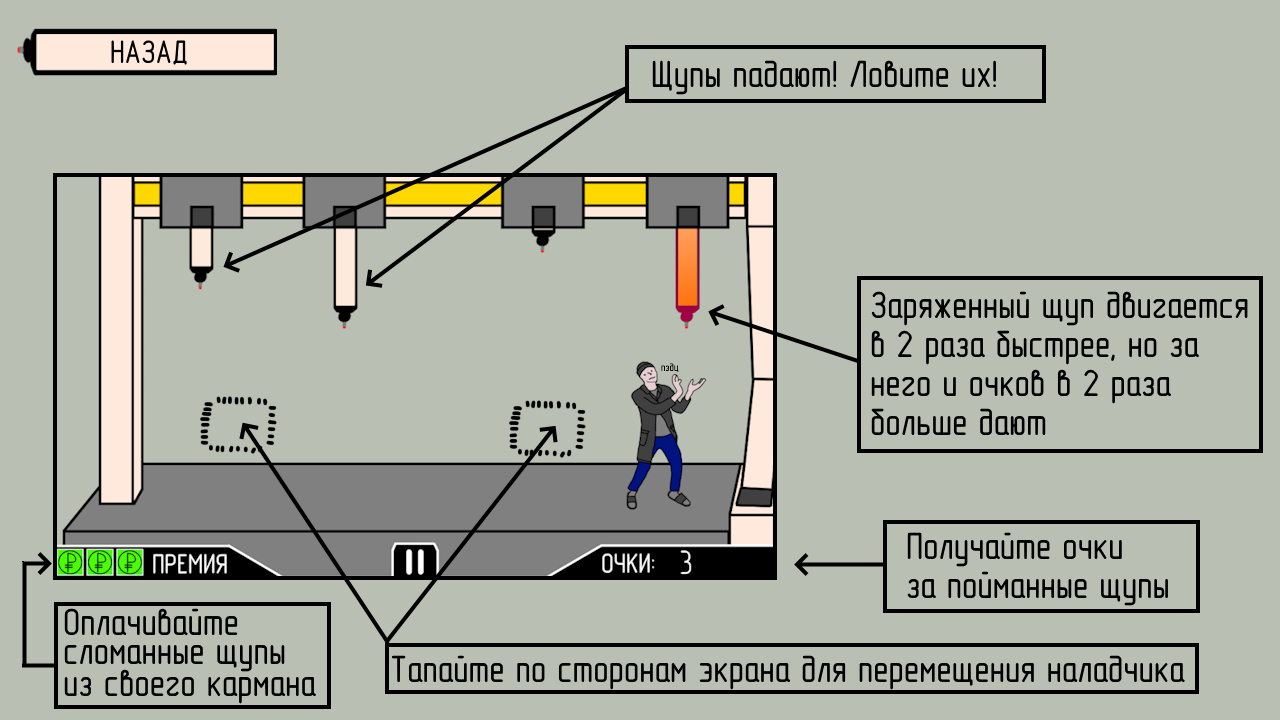 НАЗАД
Щупы падают! Ловите их!
Заряженный щуп двигается
в 2 раза быстрее, но за
него и очков в 2 раза
больше дают
ПРЕМИЯ
ОЧКИ: 3
Получайте очки
за пойманные щупы
Оплачивайте
сломанные щупы
из своего кармана
Тапайте по сторонам экрана для перемещения наладчика